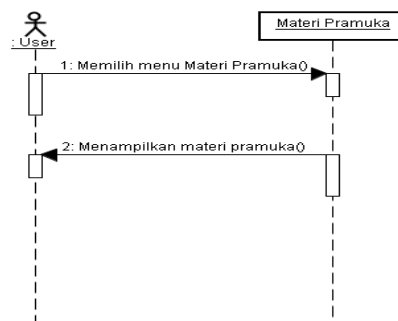 Materi Pramuka
: User
1: Memilih menu Materi Pramuka()
2: Menampilkan materi pramuka()